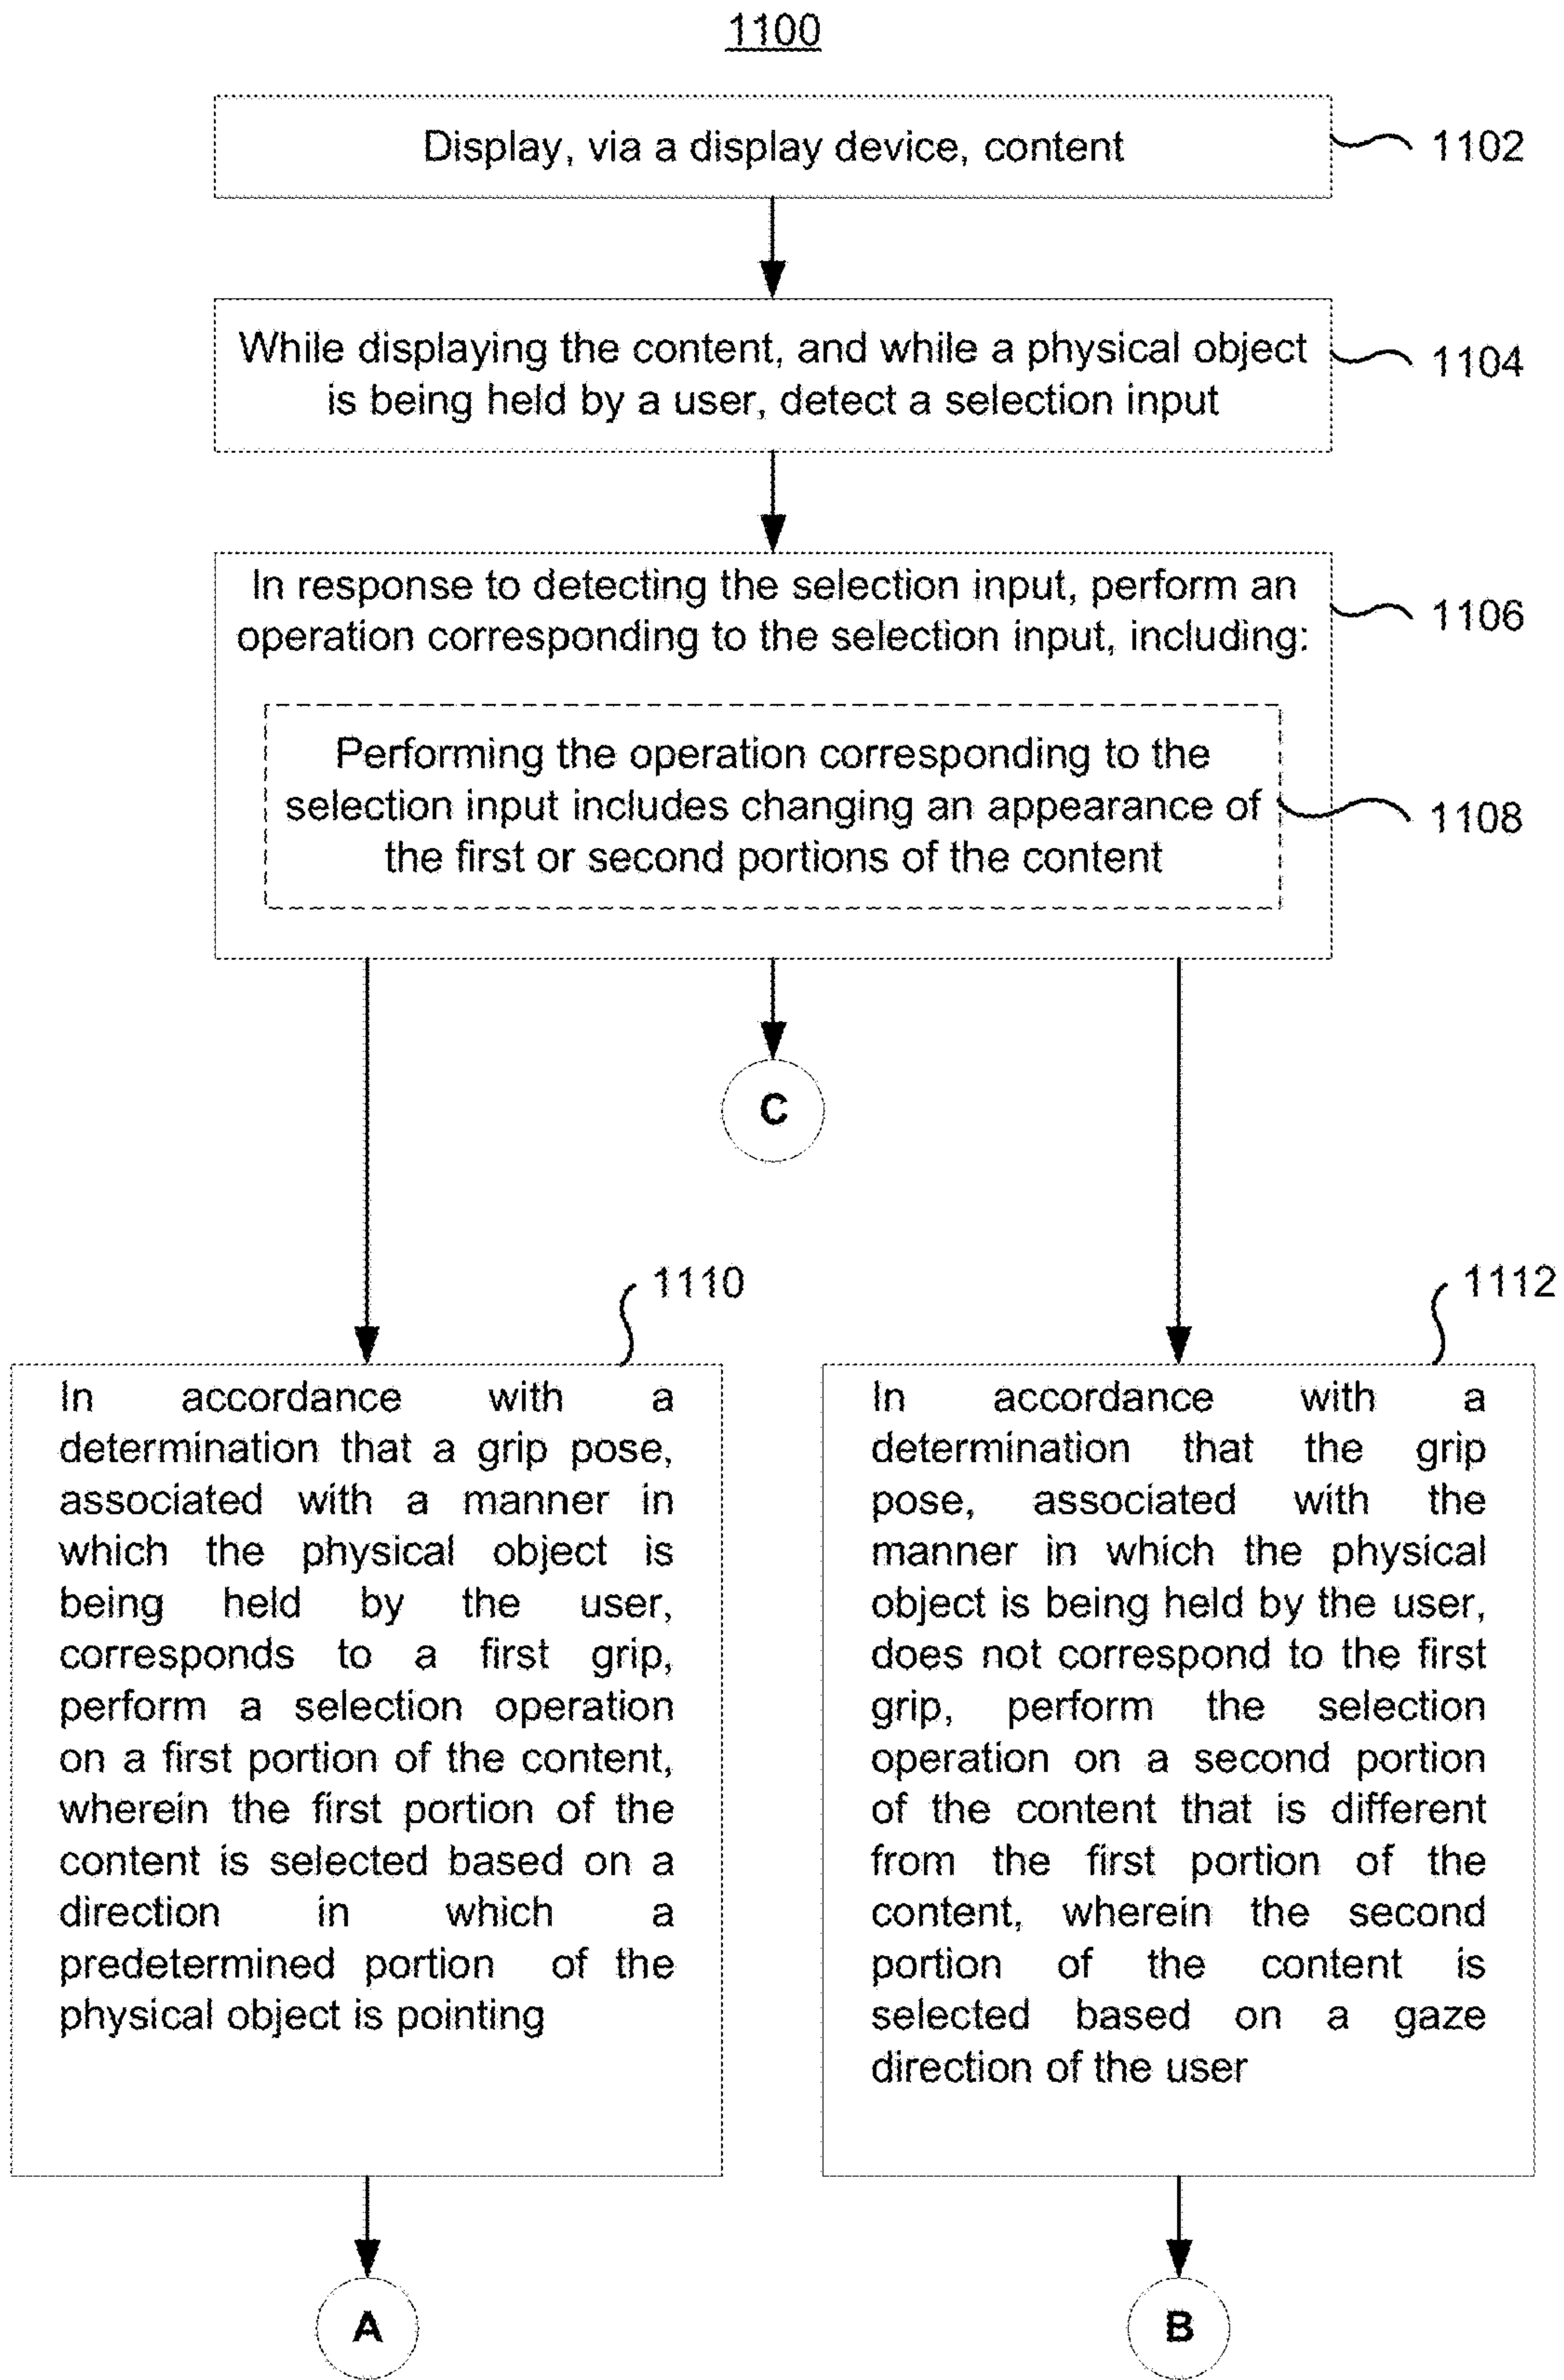 1100
Display, via a display device, content
1102
While displaying the content, and while a physical object
is being held by a user, detect a selection input
1104
In response to detecting the selection input, perform an
operation corresponding to the selection input, including:
1106
Performing the operation corresponding to the
selection input includes changing an appearance of
the first or second portions of the content
1108
C
1110
In accordance with a
determination that a grip pose,
associated with a manner in
which the physical object is
being held by the user,
corresponds to a first grip,
perform a selection operation
on a first portion of the content,
wherein the first portion of the
content is selected based on a
direction in which a
predetermined portion of the
physical object is pointing
1112
In accordance with a
determination that the grip
pose, associated with the
manner in which the physical
object is being held by the user,
does not correspond to the first
grip, perform the selection
operation on a second portion
of the content that is different
from the first portion of the
content, wherein the second
portion of the content is
selected based on a gaze
direction of the user
A
B